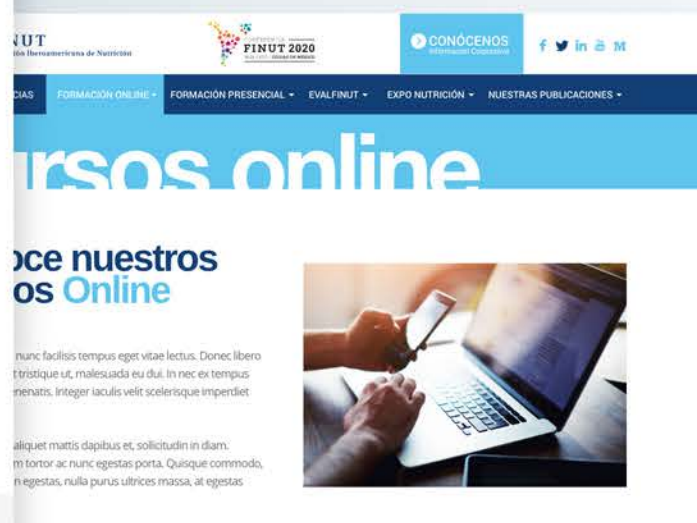 NUT
ión Iberoamericana de Nutrición
FINUT 2020
CONÓCENOS
Información Corporativa
CIAS FORMACIÓN ONLINE FORMACIÓN PRESENCIAL EVALFINUT EXPO NUTRICIÓN NUESTRAS PUBLICACIONES
ursos online
oce nuestros
os Online
nunc facilisis tempus eget vitae lectus. Donec libero
t tristique ut, malesuada eu dui. In nec ex tempus
enenatis. Integer iaculis velit scelerisque imperdiet
aliquet mattis dapibus et, sollicitudin in diam.
m tortor ac nunc egestas porta. Quisque commodo,
n egestas, nulla purus ultrices massa, at egestas